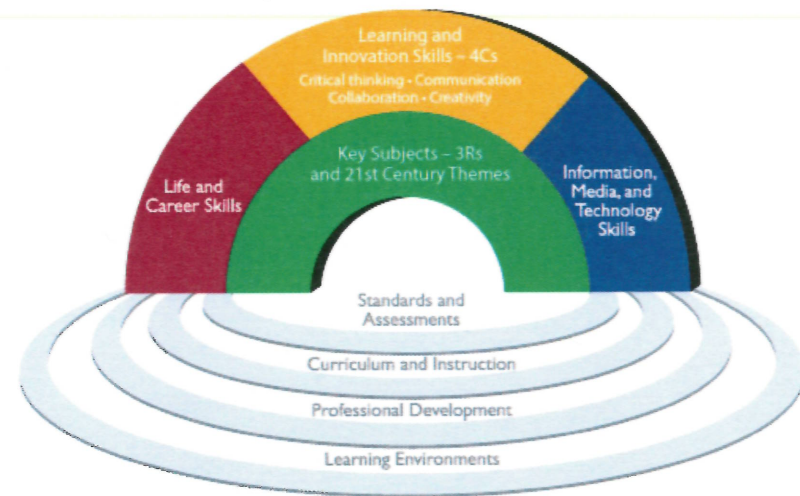 Learning and
Innovation Skills – 4Cs
Critical thinking • Communication
Collaboration • Creativity
Key Subjects – 3Rs
and 21st Century Themes
Life and
Career Skills
Information,
Media, and
Technology
Skills
Standards and
Assessments
Curriculum and Instruction
Professional Development
Learning Environments